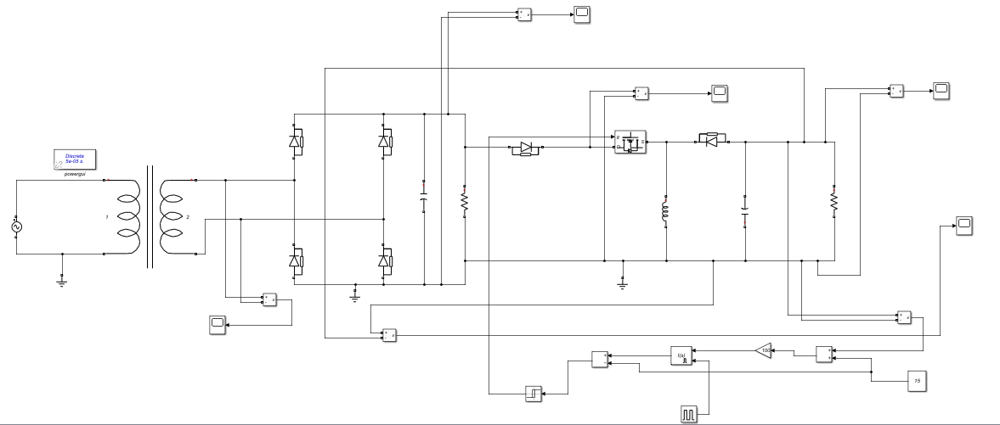 Discrete
5e-05 s.
powergui
1
2
+
-
v
+
-
v
+
-
v
g
S
D
+
-
v
+
-
v
+
-
v
100
15